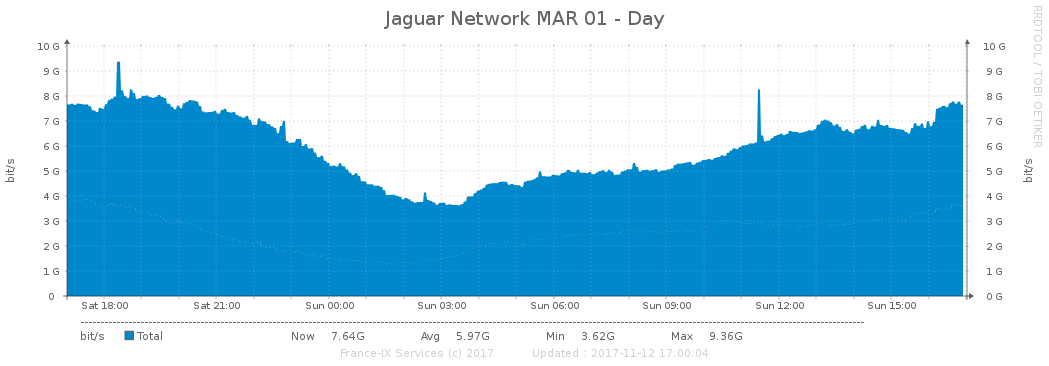 Jaguar Network MAR 01 - Day
RRDTOOL / TOBI OETIKER
bit/s
10 G 10 G
9 G 9 G
8 G 8 G
7 G 7 G
6 G 6 G
5 G 5 G
4 G 4 G
3 G 3 G
2 G 2 G
1 G 1 G
0 0 G
bit/s
Sat 18:00 Sat 21:00 Sun 00:00 Sun 03:00 Sun 06:00 Sun 09:00 Sun 12:00 Sun 15:00
bit/s Total Now 7.64G Avg 5.97G Min 3.62G Max 9.36G
France-IX Services (c) 2017 Updated : 2017-11-12 17:00:04